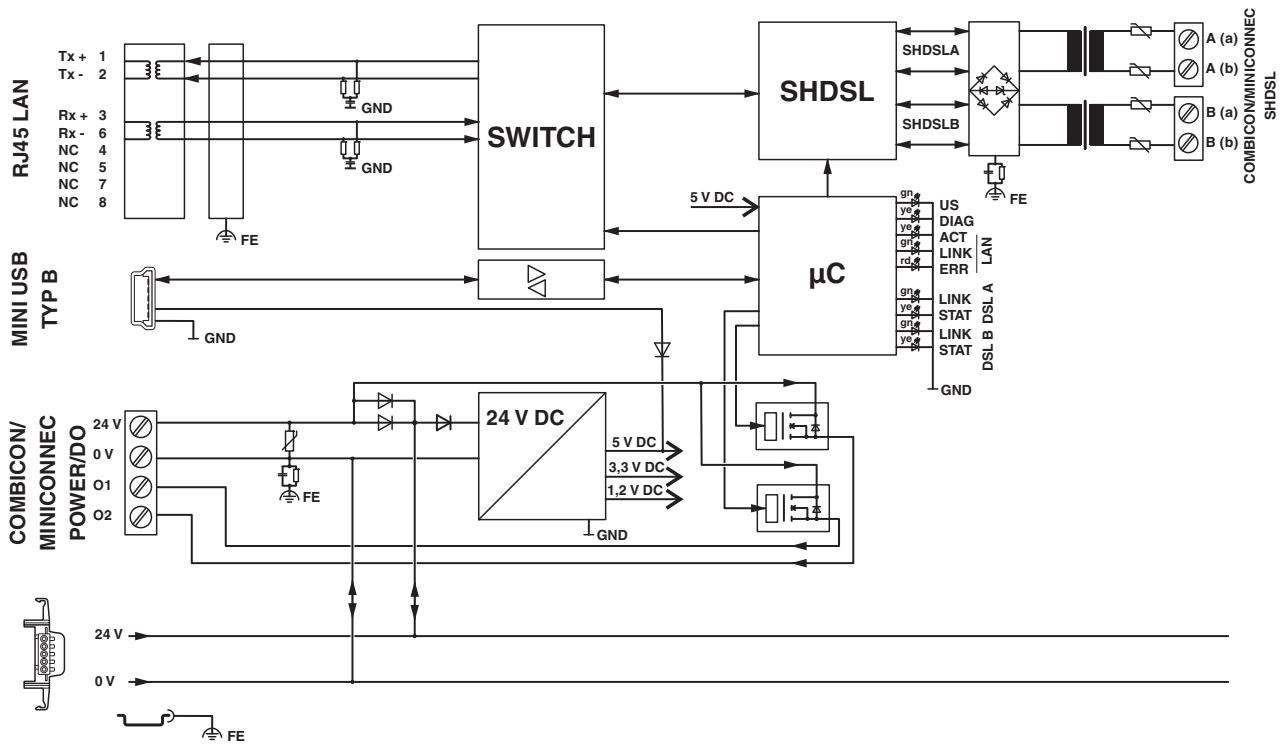 RJ45 LAN
Tx + 1
Tx - 2
Rx + 3
Rx - 6
NC 4
NC 5
NC 7
NC 8
FE
GND
GND
SWITCH
SHDSL
SHDSLA
SHDSLB
FE
A (a)
A (b)
B (a)
B (b)
COMBICON/MINICONNEC
SHDSL
5 V DC
µC
gn US
ye DIAG
ye ACT
gn LINK
rd ERR
LAN
gn LINK
ye STAT
DSL A
gn LINK
ye STAT
DSL B
GND
MINI USB
TYP B
GND
COMBICON/
MINICONNEC
POWER/DO
24 V
0 V
O1
O2
FE
24 V DC
5 V DC
3,3 V DC
1,2 V DC
GND
24 V
0 V
FE